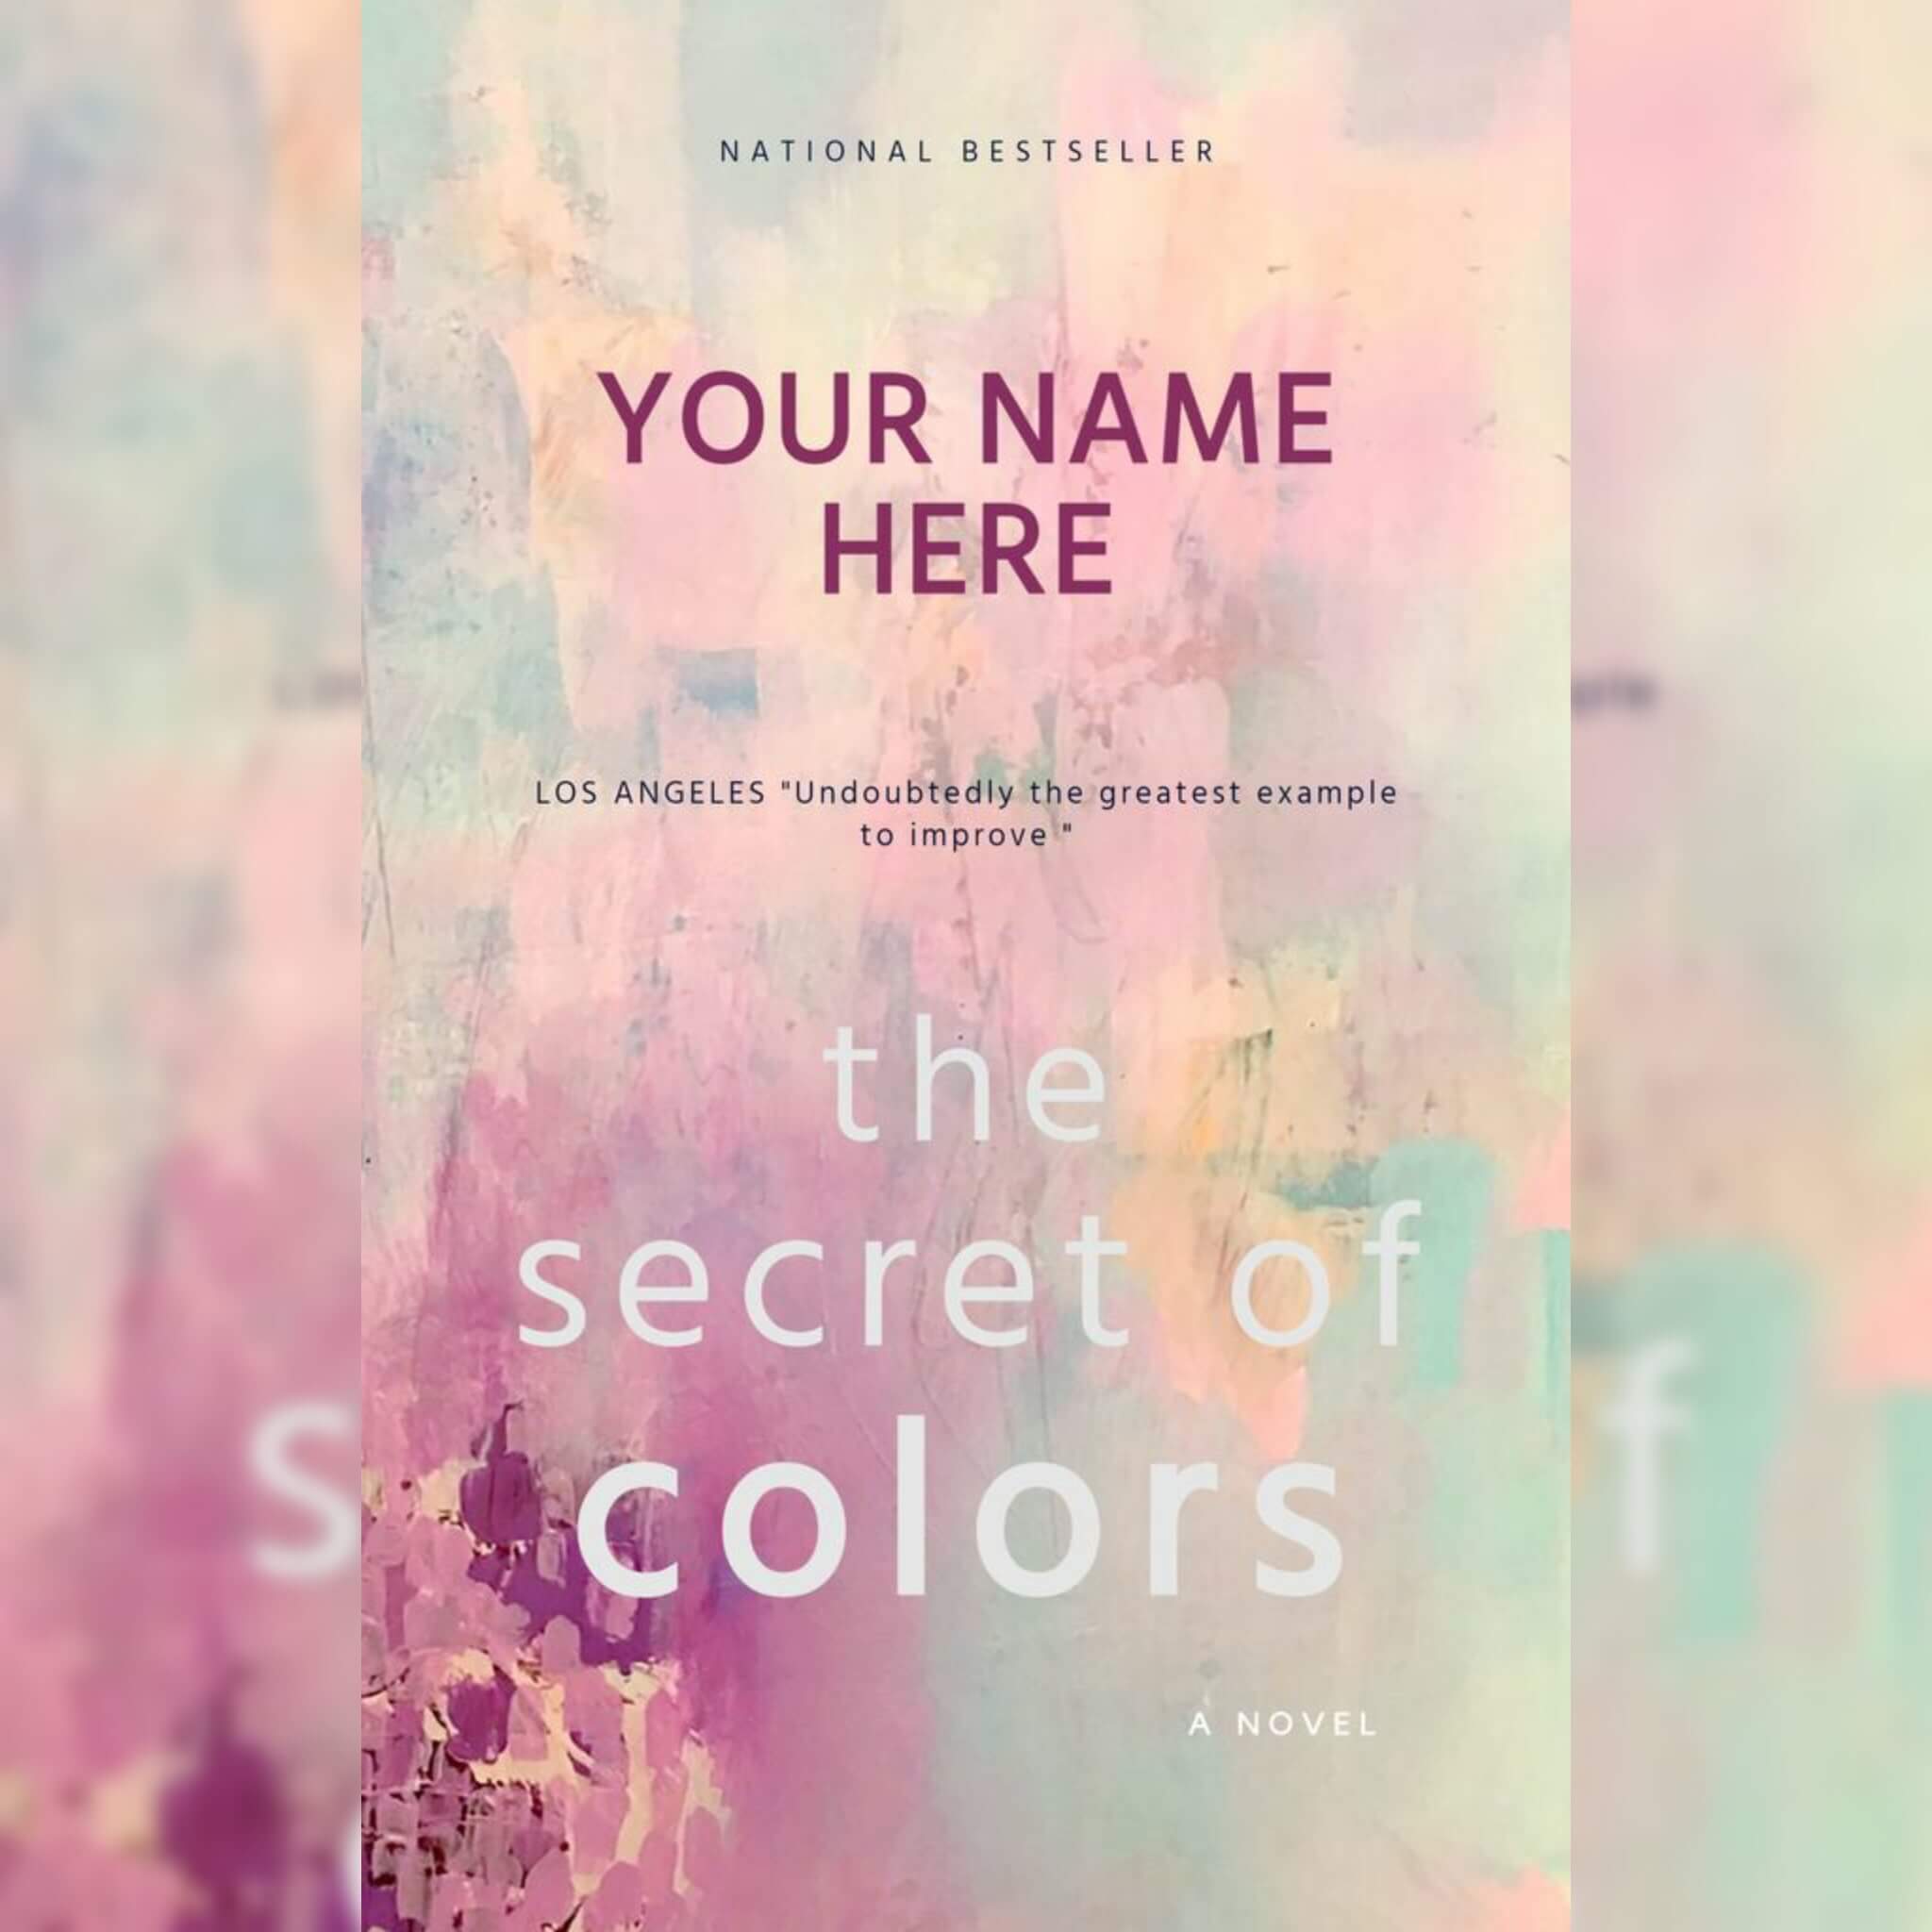 NATIONAL BESTSELLER
YOUR NAME
HERE
LOS ANGELES "Undoubtedly the greatest example
to improve "
the
secret of
colors
A NOVEL